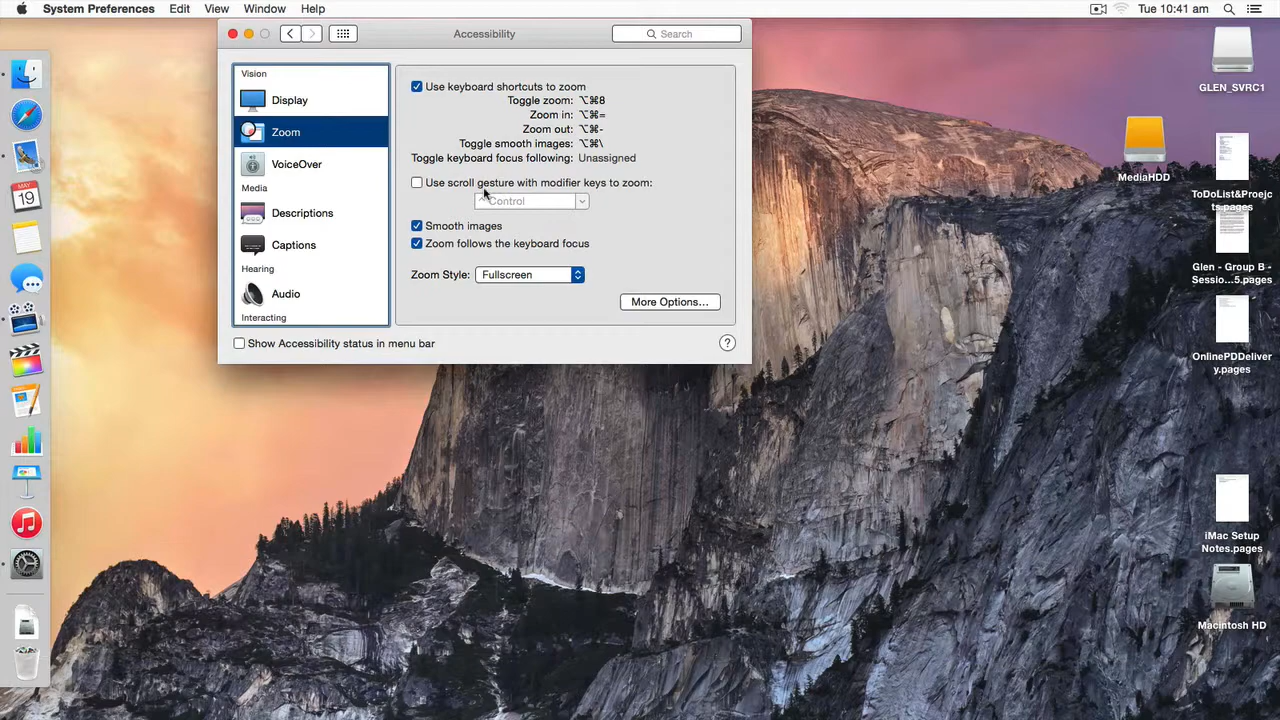 System Preferences Edit View Window Help Tue 10:41 am
Accessibility
Search
Vision
Display
Zoom
VoiceOver
Media
Descriptions
Captions
Hearing
Audio
Interacting
Use keyboard shortcuts to zoom
Toggle zoom: ⌥⌘8
Zoom in: ⌥⌘=
Zoom out: ⌥⌘-
Toggle smooth images: ⌥⌘\
Toggle keyboard focus following: Unassigned
Use scroll gesture with modifier keys to zoom:
Control
Smooth images
Zoom follows the keyboard focus
Zoom Style: Fullscreen
More Options...
Show Accessibility status in menu bar
?
MAY
19
GLEN_SVRC1
MediaHDD
ToDoList&Proejc
ts.pages
Glen - Group B -
Sessio...5.pages
OnlinePDDeliver
y.pages
iMac Setup
Notes.pages
Macintosh HD